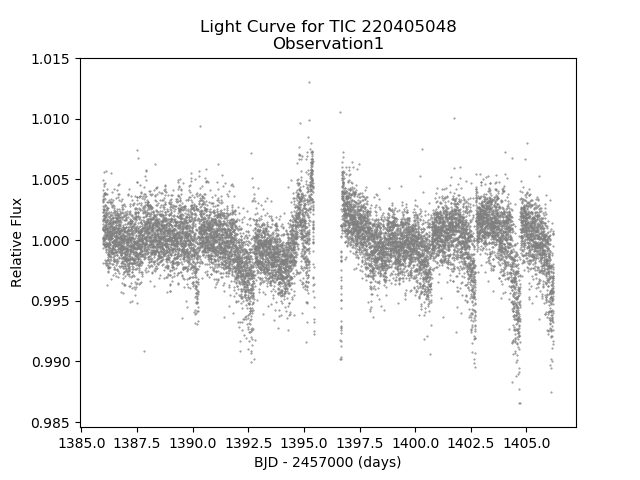 Light Curve for TIC 220405048
Observation1
1.015
1.010
1.005
1.000
0.995
0.990
0.985
Relative Flux
1385.0 1387.5 1390.0 1392.5 1395.0 1397.5 1400.0 1402.5 1405.0
BJD - 2457000 (days)